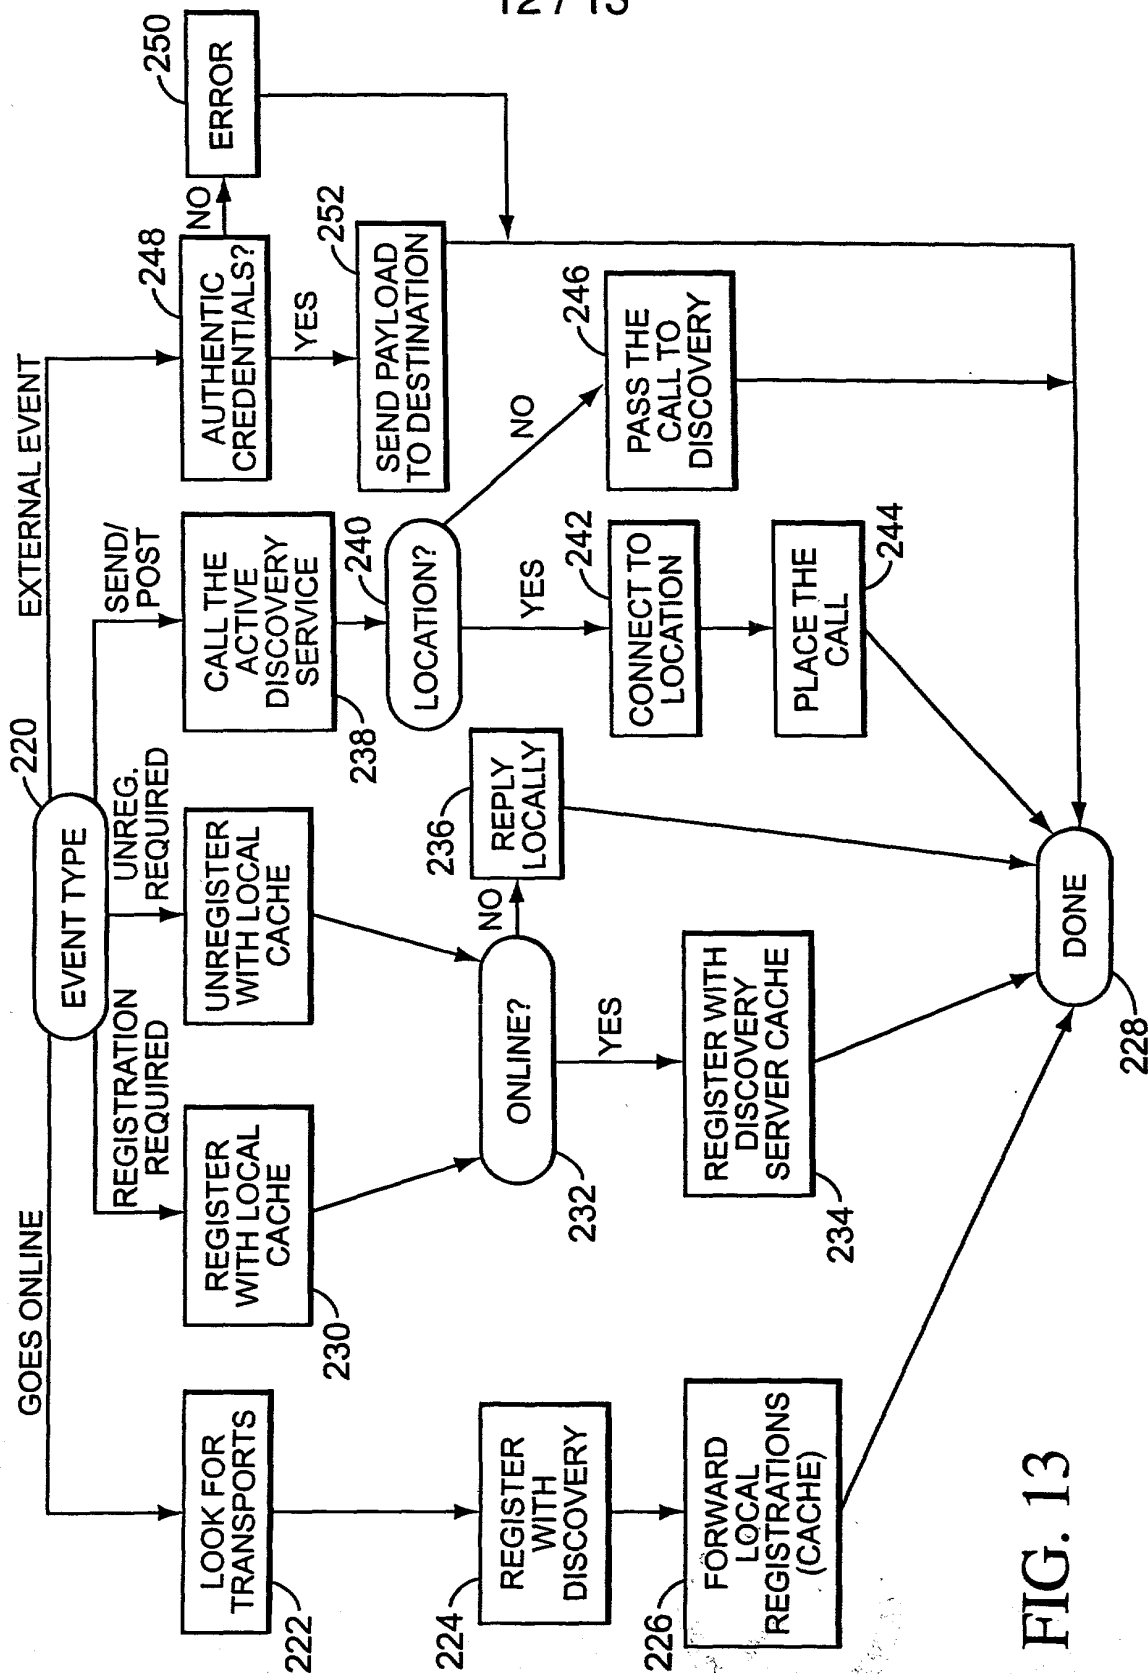 12 / 13
220
EVENT TYPE
GOES ONLINE
REGISTRATION
REQUIRED
UNREG.
REQUIRED
SEND/
POST
EXTERNAL EVENT
LOOK FOR
TRANSPORTS
222
REGISTER
WITH
DISCOVERY
224
FORWARD
LOCAL
REGISTRATIONS
(CACHE)
226
REGISTER
WITH LOCAL
CACHE
230
UNREGISTER
WITH LOCAL
CACHE
ONLINE?
232
NO
REPLY
LOCALLY
236
YES
REGISTER WITH
DISCOVERY
SERVER CACHE
234
CALL THE
ACTIVE
DISCOVERY
SERVICE
238
LOCATION?
240
YES
CONNECT TO
LOCATION
242
PLACE THE
CALL
244
NO
PASS THE
CALL TO
DISCOVERY
246
AUTHENTIC
CREDENTIALS?
248
NO
ERROR
250
YES
SEND PAYLOAD
TO DESTINATION
252
DONE
228
FIG. 13